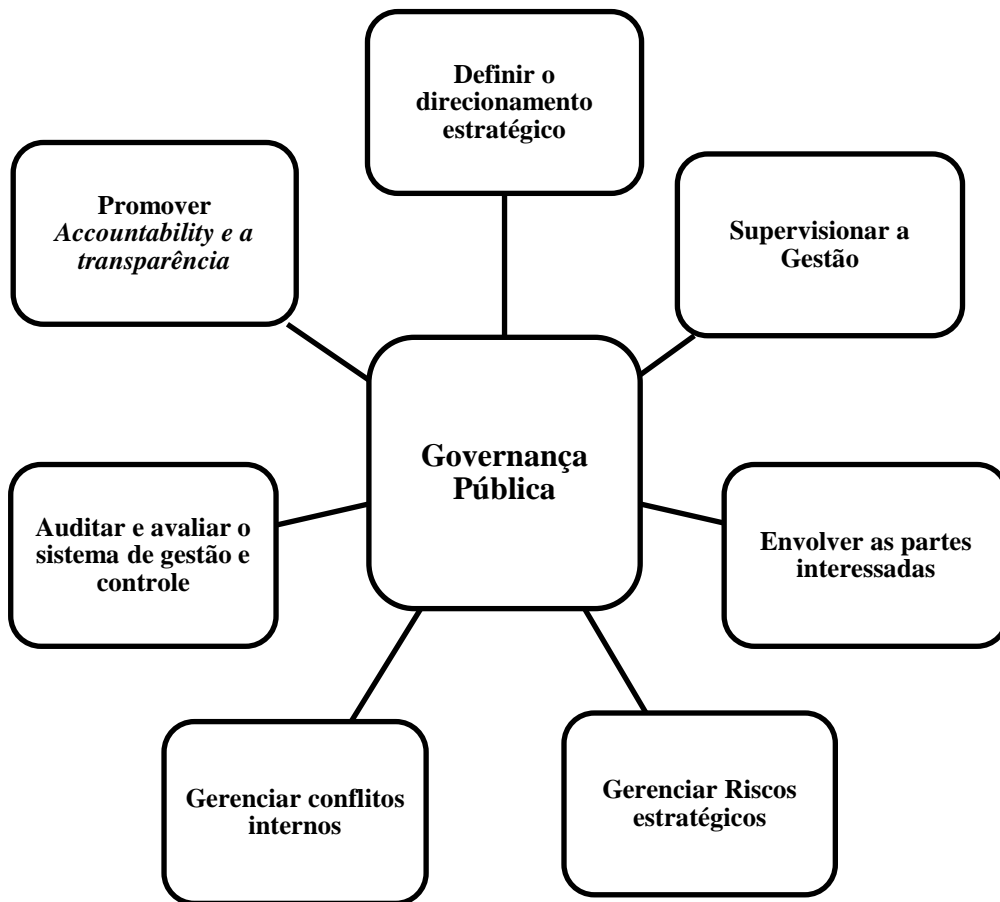 Definir o
direcionamento
estratégico
Supervisionar a
Gestão
Envolver as partes
interessadas
Gerenciar Riscos
estratégicos
Gerenciar conflitos
internos
Auditar e avaliar o
sistema de gestão e
controle
Promover
Accountability e a
transparência
Governança
Pública